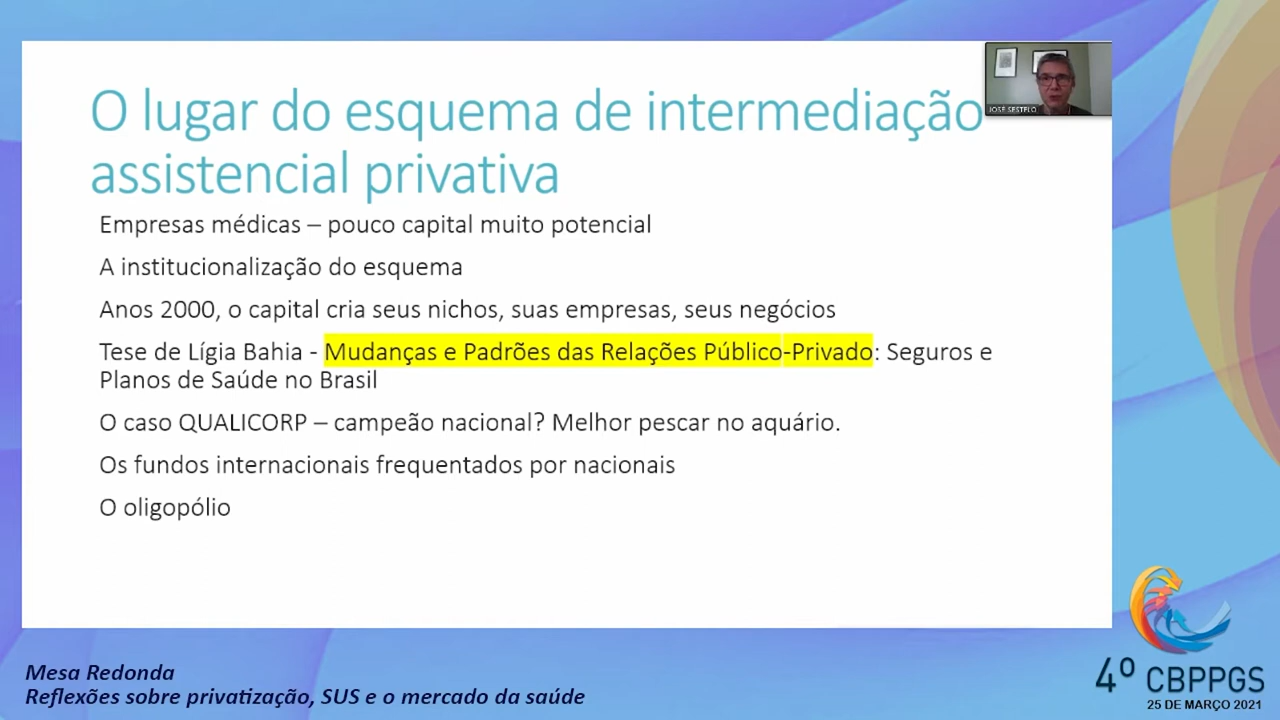 O lugar do esquema de intermediação
assistencial privativa
JOSÉ SESTELO
Empresas médicas – pouco capital muito potencial
A institucionalização do esquema
Anos 2000, o capital cria seus nichos, suas empresas, seus negócios
Tese de Lígia Bahia - Mudanças e Padrões das Relações Público-Privado: Seguros e
Planos de Saúde no Brasil
O caso QUALICORP – campeão nacional? Melhor pescar no aquário.
Os fundos internacionais frequentados por nacionais
O oligopólio
Mesa Redonda
Reflexões sobre privatização, SUS e o mercado da saúde
4º CBPPGS
25 DE MARÇO 2021